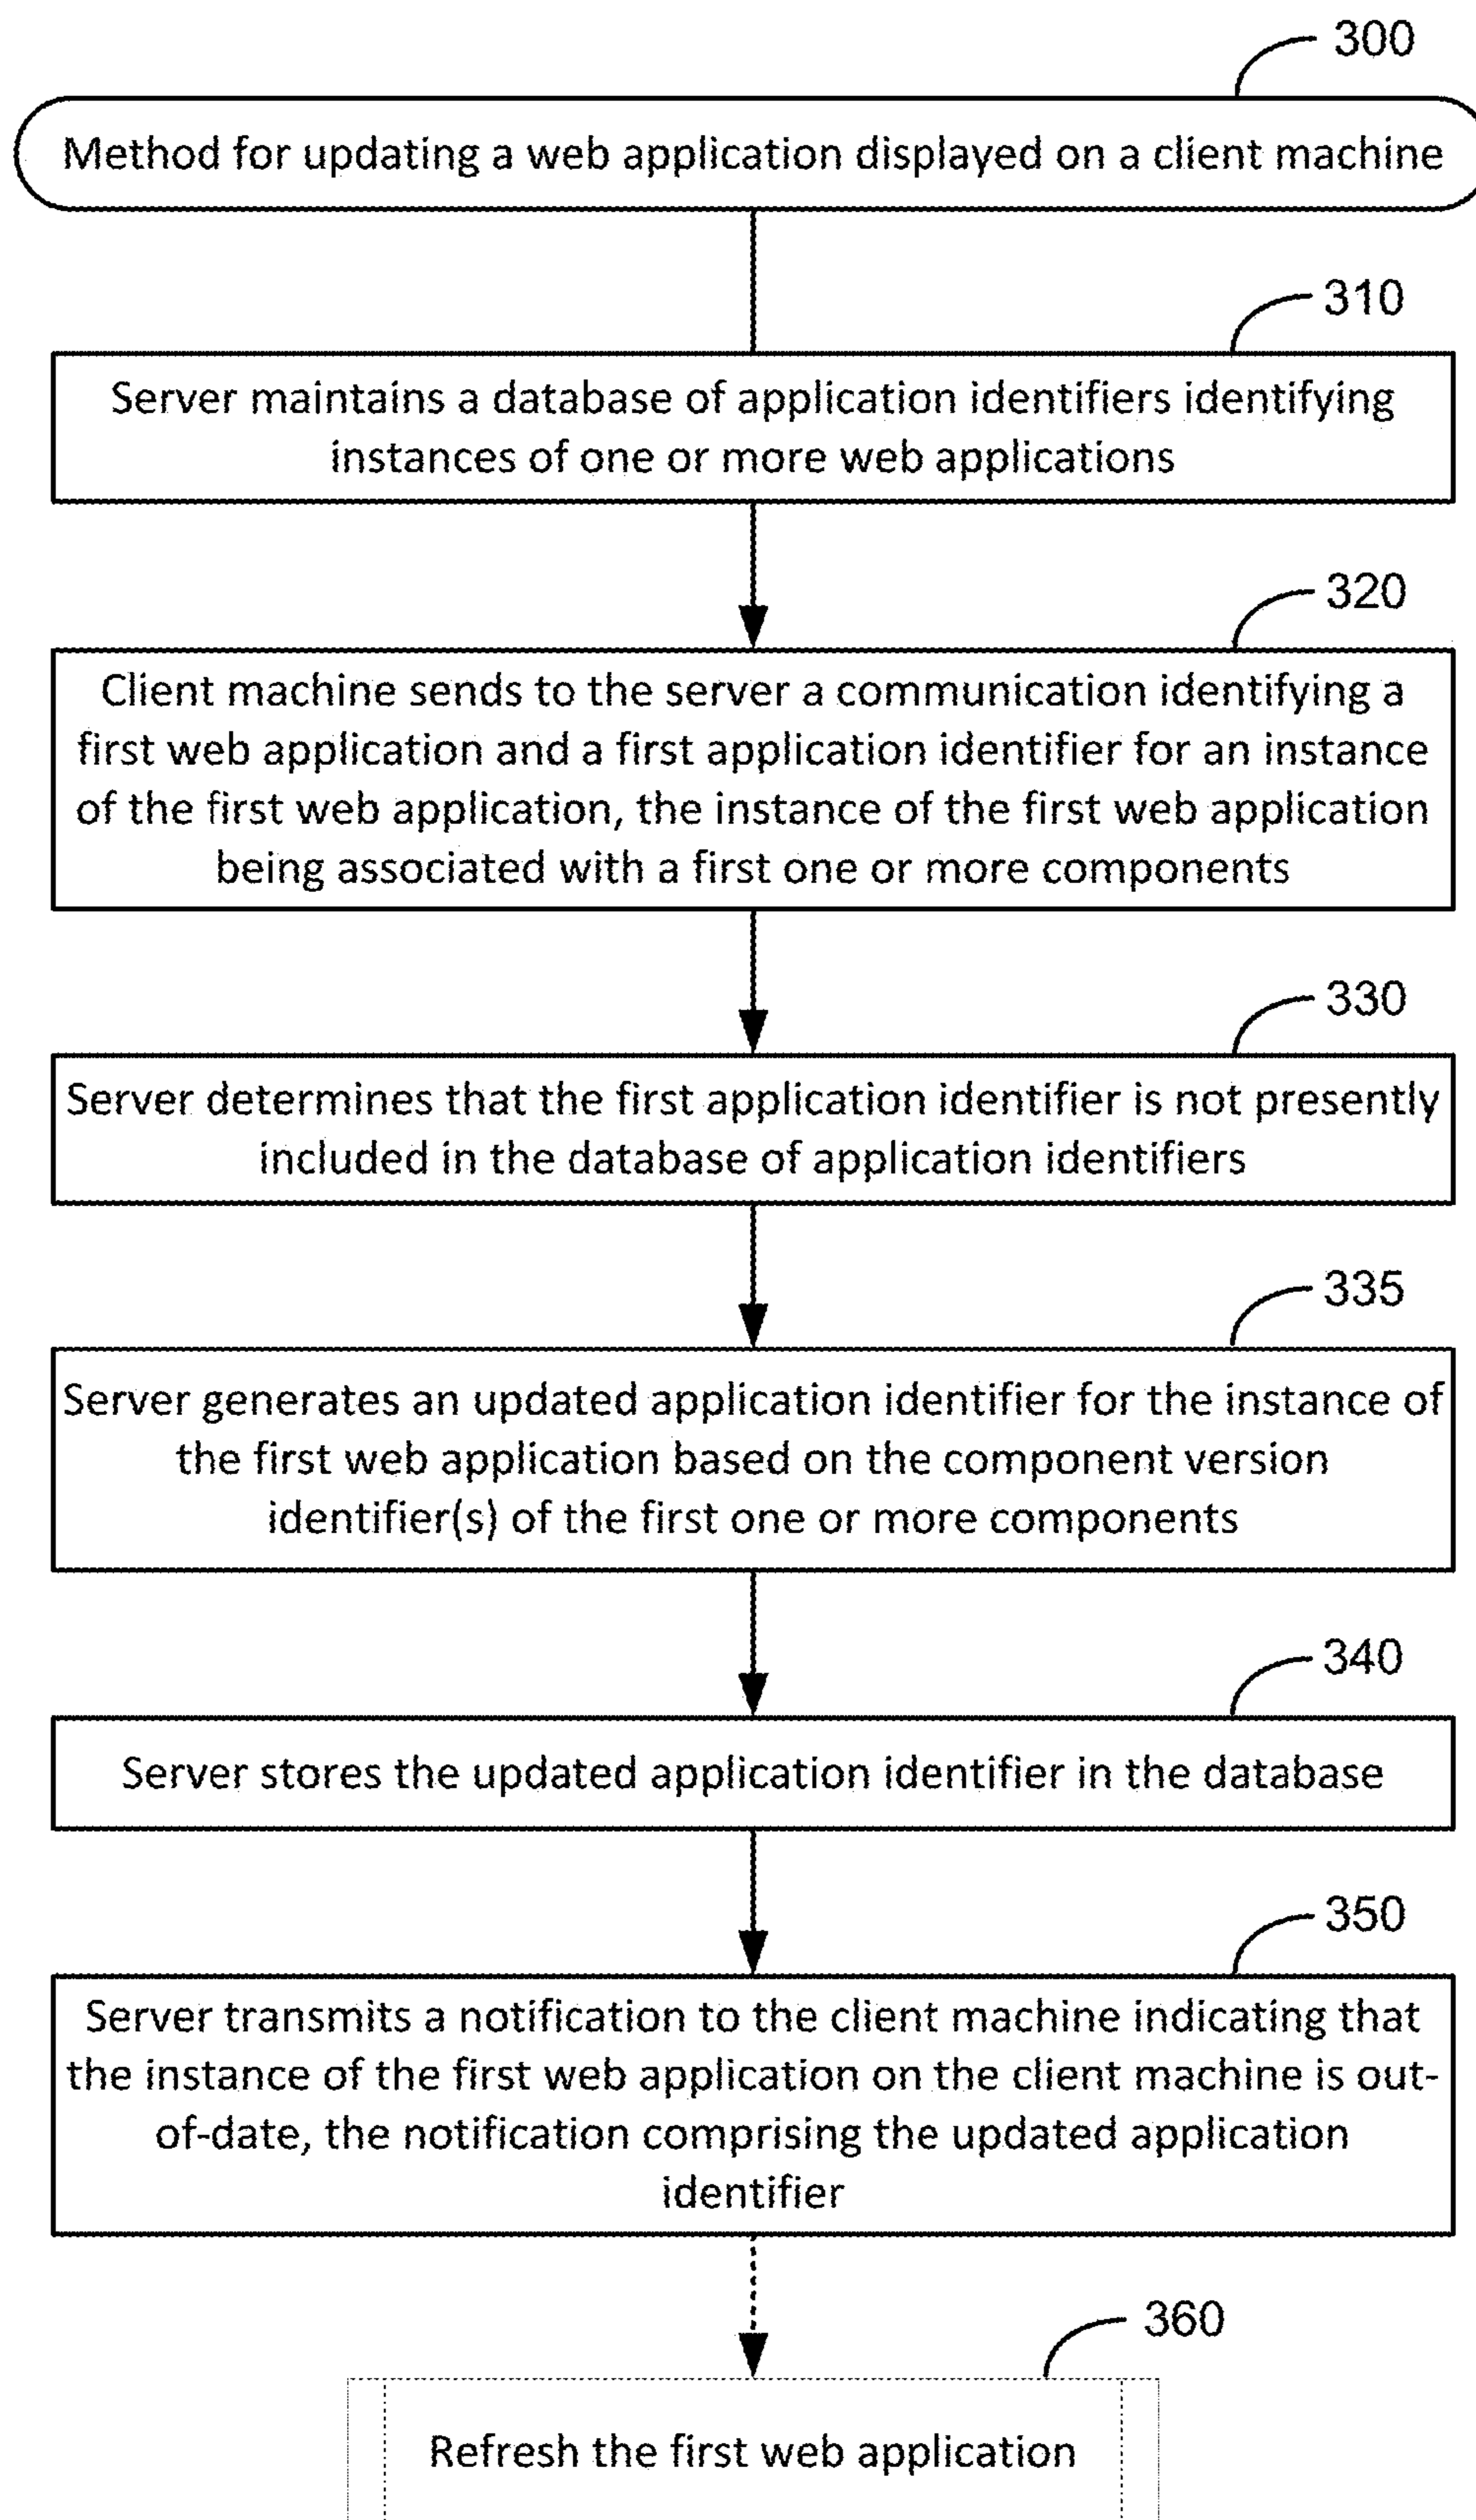 300
Method for updating a web application displayed on a client machine
310
Server maintains a database of application identifiers identifying
instances of one or more web applications
320
Client machine sends to the server a communication identifying a
first web application and a first application identifier for an instance
of the first web application, the instance of the first web application
being associated with a first one or more components
330
Server determines that the first application identifier is not presently
included in the database of application identifiers
335
Server generates an updated application identifier for the instance of
the first web application based on the component version
identifier(s) of the first one or more components
340
Server stores the updated application identifier in the database
350
Server transmits a notification to the client machine indicating that
the instance of the first web application on the client machine is out-
of-date, the notification comprising the updated application
identifier
360
Refresh the first web application